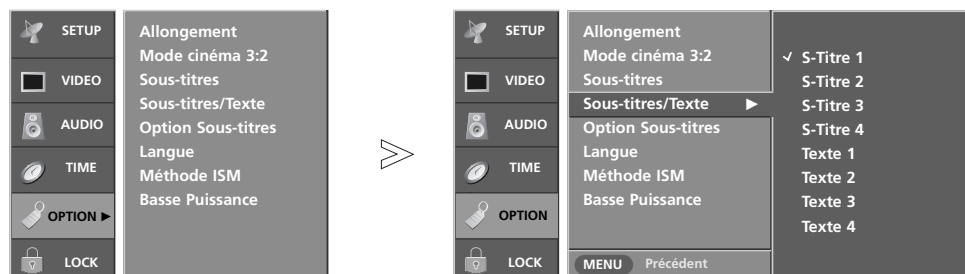 SETUP
VIDEO
AUDIO
TIME
OPTION ►
LOCK
Allongement
Mode cinéma 3:2
Sous-titres
Sous-titres/Texte
Option Sous-titres
Langue
Méthode ISM
Basse Puissance
SETUP
VIDEO
AUDIO
TIME
OPTION
LOCK
Allongement
Mode cinéma 3:2
Sous-titres
Sous-titres/Texte ►
Option Sous-titres
Langue
Méthode ISM
Basse Puissance
MENU Précédent
✓ S-Titre 1
S-Titre 2
S-Titre 3
S-Titre 4
Texte 1
Texte 2
Texte 3
Texte 4